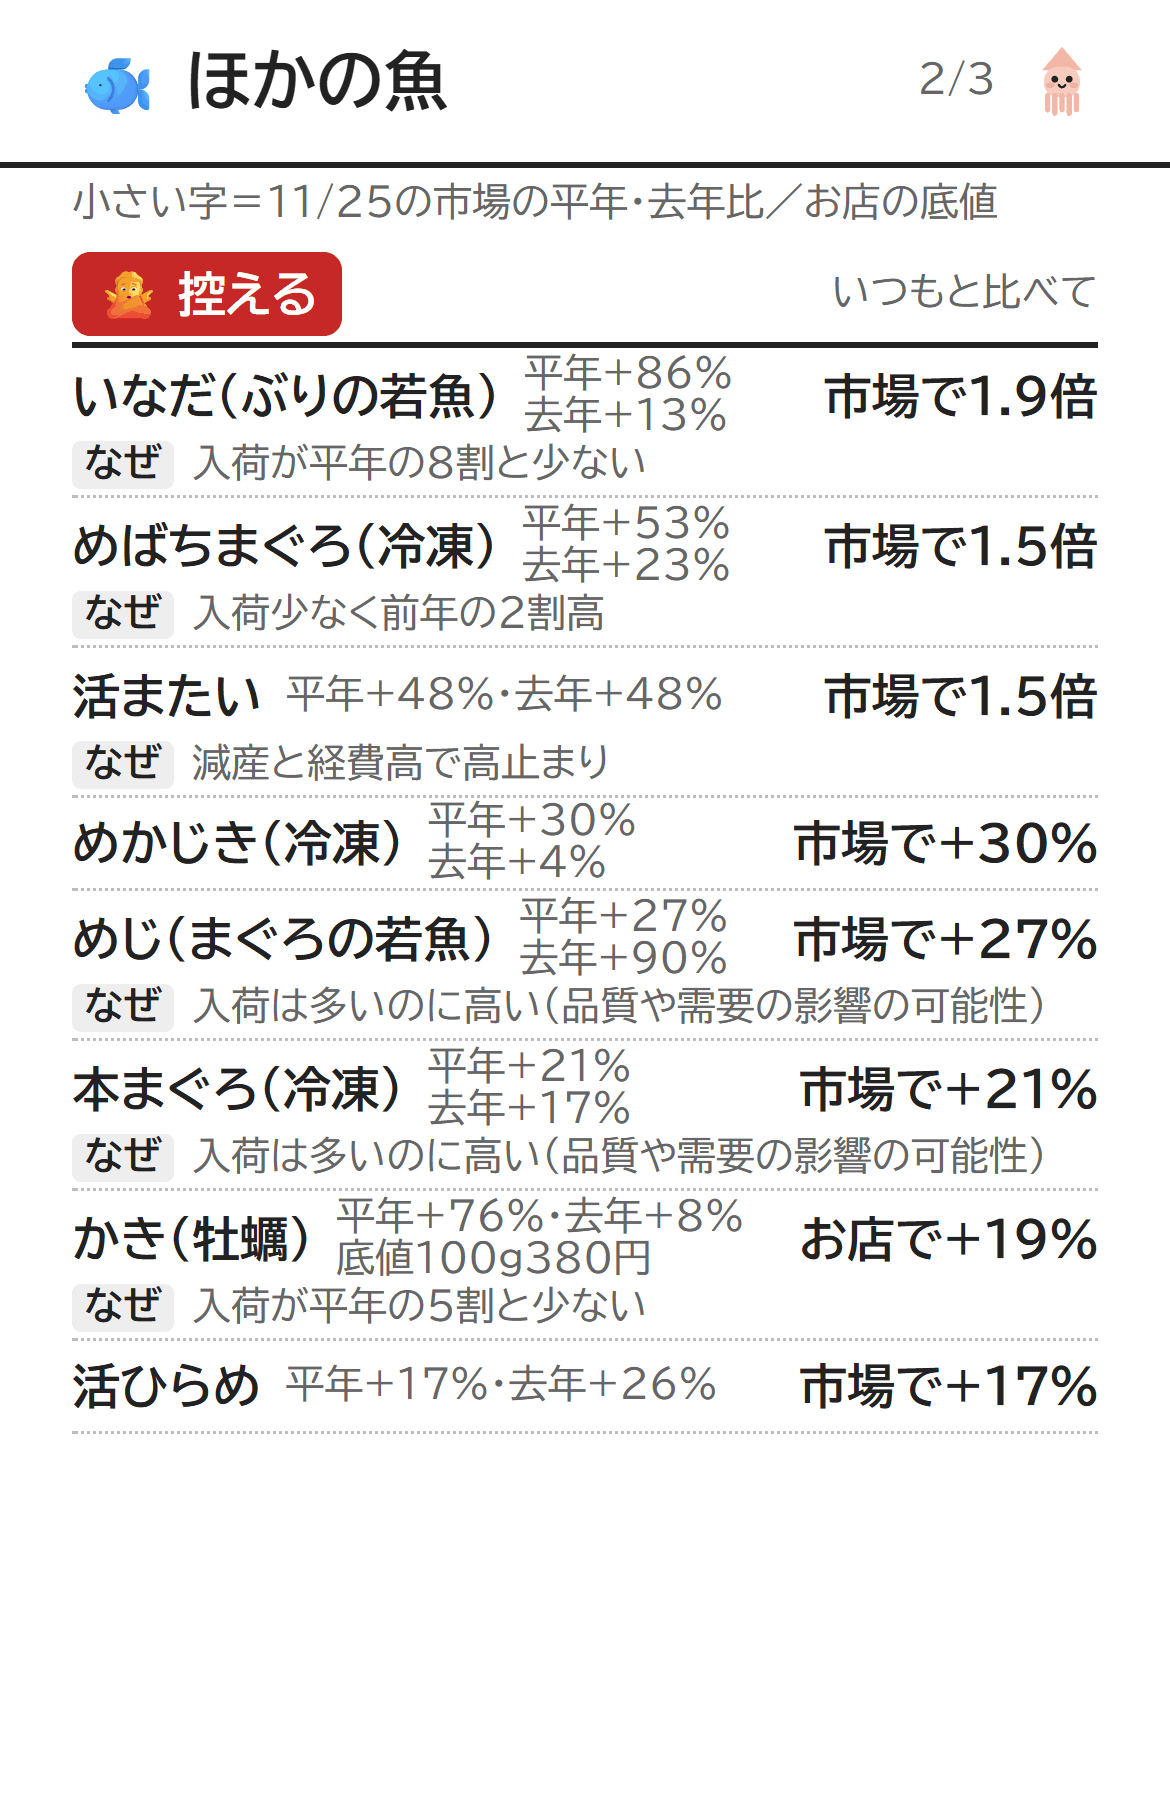 ほかの魚
2/3
小さい字＝11/25の市場の平年・去年比／お店の底値
控える
いつもと比べて
いなだ（ぶりの若魚） 平年+86% 去年+13% 市場で1.9倍
なぜ 入荷が平年の8割と少ない
めばちまぐろ（冷凍） 平年+53% 去年+23% 市場で1.5倍
なぜ 入荷少なく前年の2割高
活まだい 平年+48%・去年+48% 市場で1.5倍
なぜ 減産と経費高で高止まり
めかじき（冷凍） 平年+30% 去年+4% 市場で+30%
めじ（まぐろの若魚） 平年+27% 去年+90% 市場で+27%
なぜ 入荷は多いのに高い（品質や需要の影響の可能性）
本まぐろ（冷凍） 平年+21% 去年+17% 市場で+21%
なぜ 入荷は多いのに高い（品質や需要の影響の可能性）
かき（牡蠣） 平年+76%・去年+8% 底値100g380円 お店で+19%
なぜ 入荷が平年の5割と少ない
活ひらめ 平年+17%・去年+26% 市場で+17%